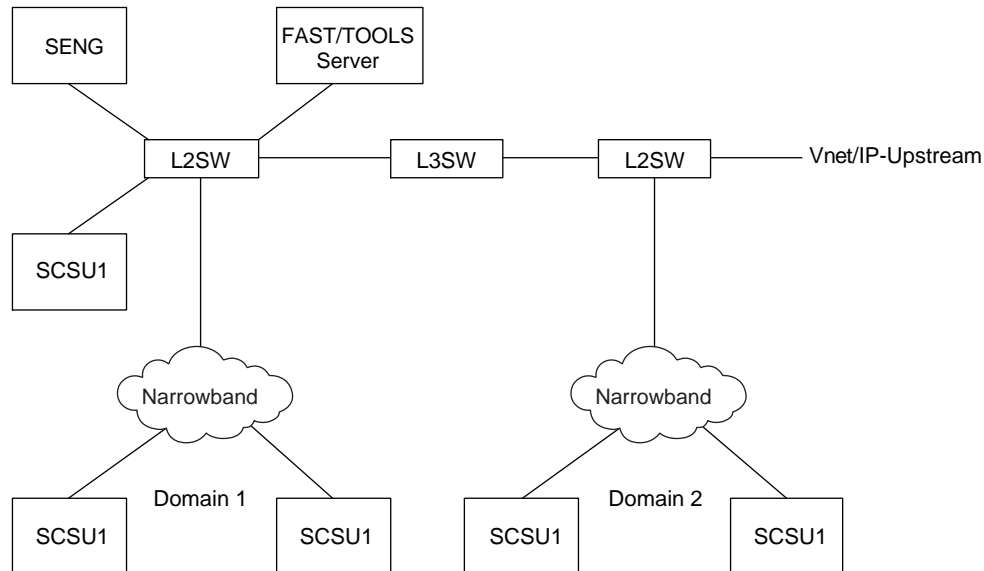 SENG
FAST/TOOLS
Server
L2SW
L3SW
L2SW
Vnet/IP-Upstream
SCSU1
Narrowband
Narrowband
Domain 1
Domain 2
SCSU1
SCSU1
SCSU1
SCSU1